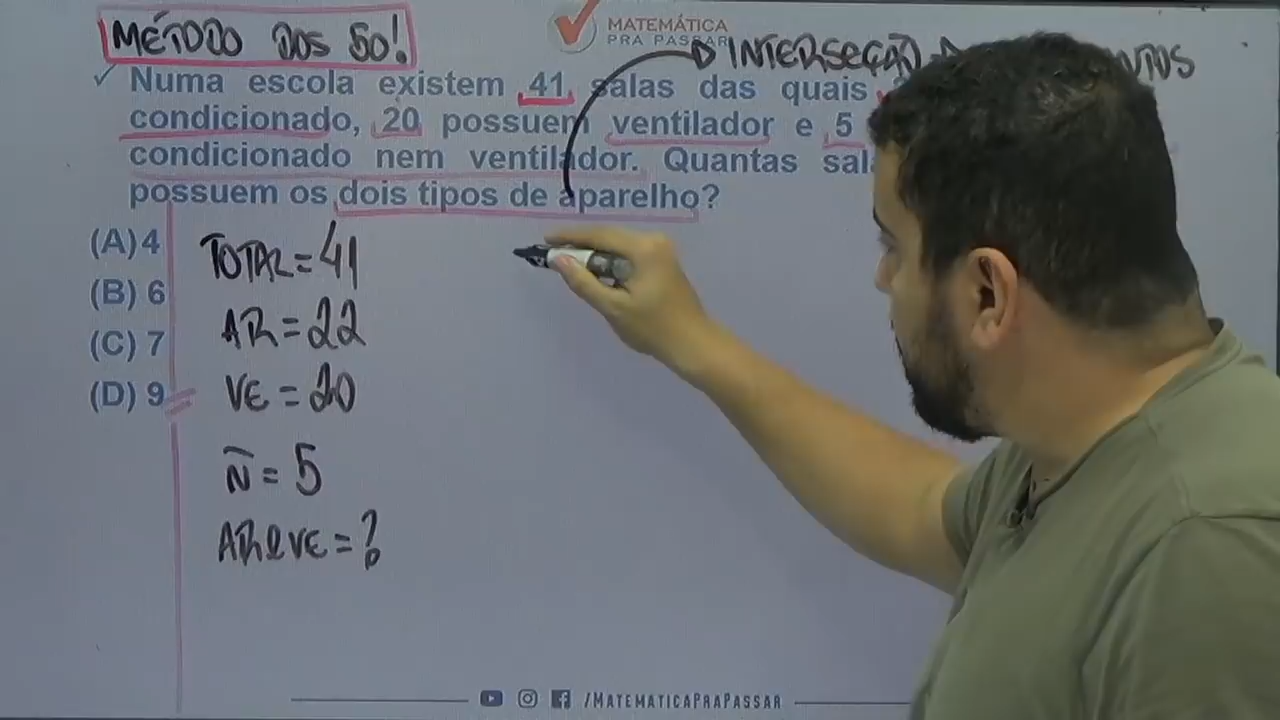 MÉTODO DOS 50!
MATEMÁTICA
PRA PASSAR
INTERSEÇÃO
✓ Numa escola existem 41 salas das quais
condicionado, 20 possuem ventilador e 5
condicionado nem ventilador. Quantas
possuem os dois tipos de aparelho?
(A) 4
(B) 6
(C) 7
(D) 9
TOTAL = 41
AR = 22
VE = 20
Ñ = 5
AR e VE = ?
/MATEMATICAPRAPASSAR